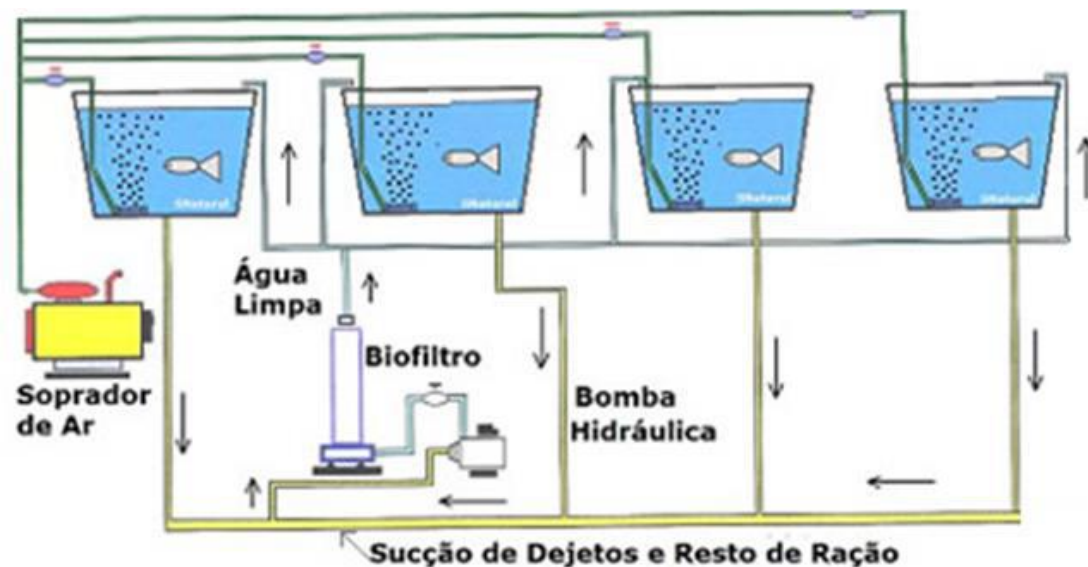 Água
Limpa
Biofiltro
Soprador
de Ar
Bomba
Hidráulica
Sucção de Dejetos e Resto de Ração